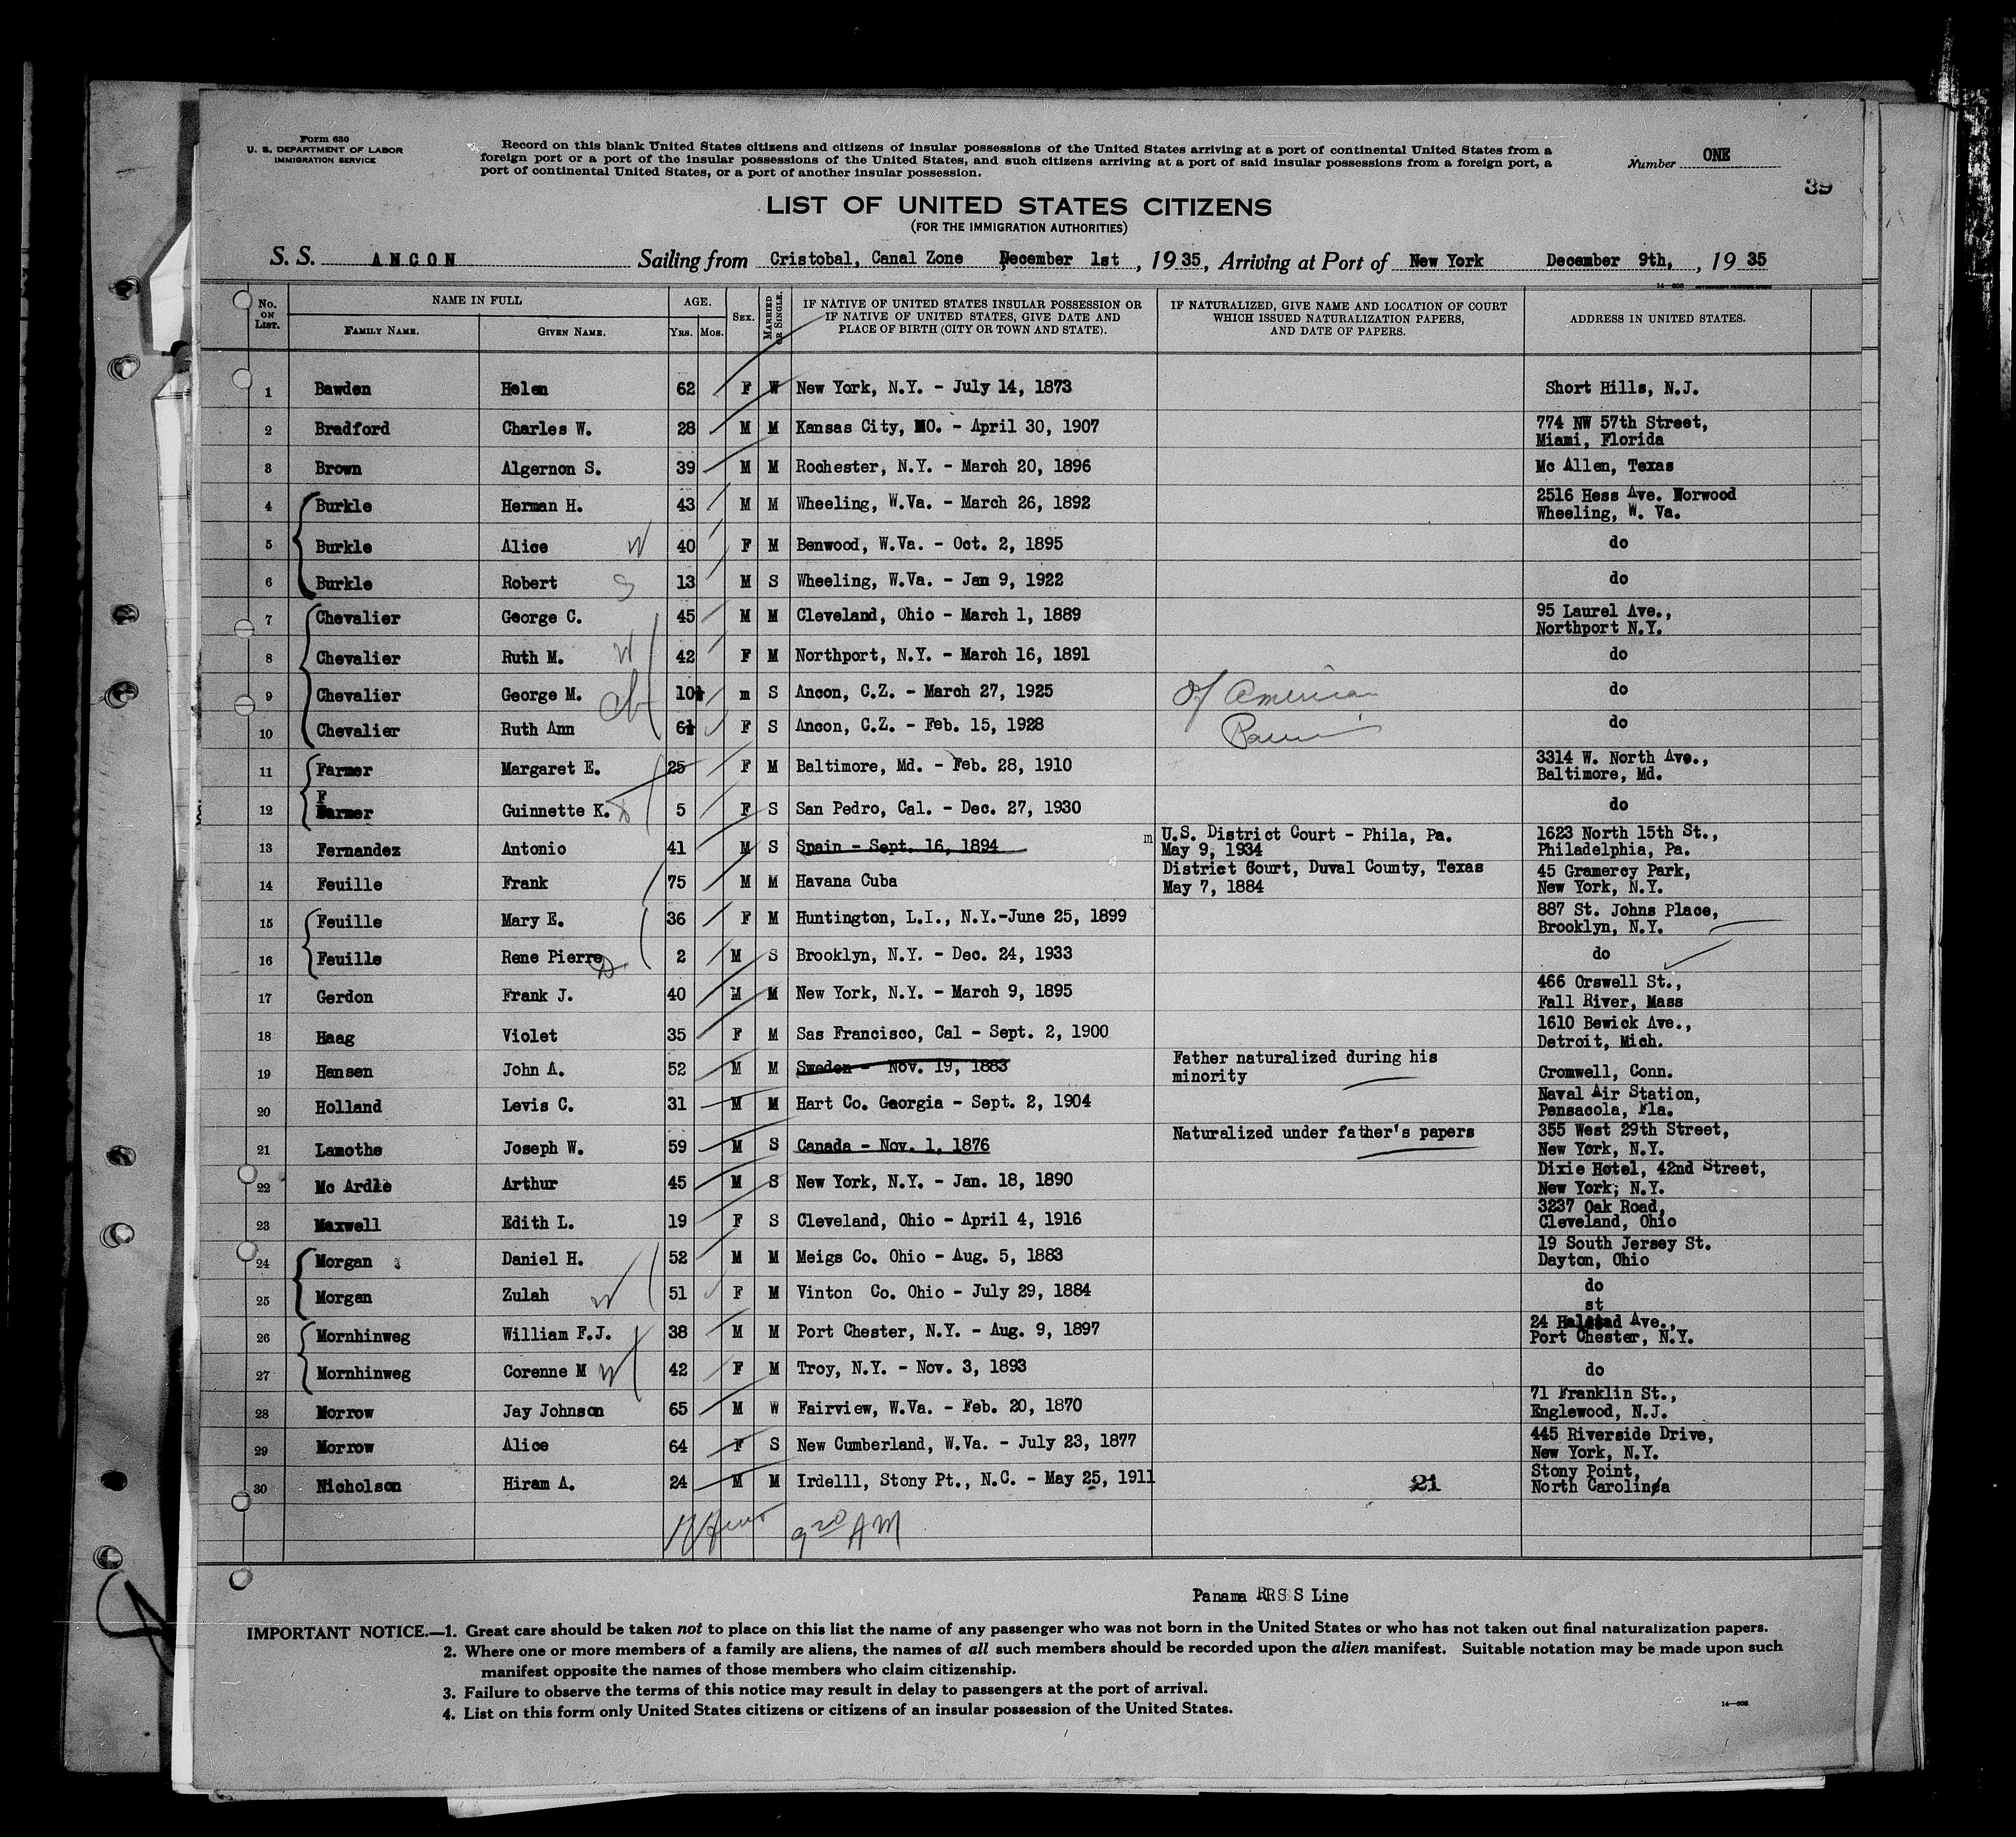 Form 630
U. S. DEPARTMENT OF LABOR
IMMIGRATION SERVICE
Record on this blank United States citizens and citizens of insular possessions of the United States arriving at a port of continental United States from a
foreign port or a port of the insular possessions of the United States, and such citizens arriving at a port of said insular possessions from a foreign port, a
port of continental United States, or a port of another insular possession.
Number ONE
39
LIST OF UNITED STATES CITIZENS
(FOR THE IMMIGRATION AUTHORITIES)
S. S. ANCON Sailing from Cristobal, Canal Zone December 1st, 1935, Arriving at Port of New York December 9th, , 1935
No. ON LIST. NAME IN FULL FAMILY NAME. GIVEN NAME. AGE. Yrs. Mos. SEX. MARRIED OR SINGLE. IF NATIVE OF UNITED STATES INSULAR POSSESSION OR IF NATIVE OF UNITED STATES, GIVE DATE AND PLACE OF BIRTH (CITY OR TOWN AND STATE). IF NATURALIZED, GIVE NAME AND LOCATION OF COURT WHICH ISSUED NATURALIZATION PAPERS, AND DATE OF PAPERS. ADDRESS IN UNITED STATES.
1 Bawden Helen 62 F W New York, N.Y. - July 14, 1873 Short Hills, N.J.
2 Bradford Charles W. 28 M M Kansas City, MO. - April 30, 1907 774 NW 57th Street, Miami, Florida
3 Brown Algernon S. 39 M M Rochester, N.Y. - March 20, 1896 Mc Allen, Texas
4 Burkle Herman H. 43 M M Wheeling, W.Va. - March 26, 1892 2516 Hess Ave. Norwood Wheeling, W. Va.
5 Burkle Alice W 40 F M Benwood, W.Va. - Oct. 2, 1895 do
6 Burkle Robert S 13 M S Wheeling, W.Va. - Jan 9, 1922 do
7 Chevalier George C. 45 M M Cleveland, Ohio - March 1, 1889 95 Laurel Ave., Northport N.Y.
8 Chevalier Ruth M. W 42 F M Northport, N.Y. - March 16, 1891 do
9 Chevalier George M. ch 10 m S Ancon, C.Z. - March 27, 1925 Of American do
10 Chevalier Ruth Ann 6 F S Ancon, C.Z. - Feb. 15, 1928 do
11 Farmer Margaret E. 25 F M Baltimore, Md. - Feb. 28, 1910 3314 W. North Ave., Baltimore, Md.
12 Farmer Guinnette K. D 5 F S San Pedro, Cal. - Dec. 27, 1930 do
13 Fernandez Antonio 41 M S Spain - Sept. 16, 1894 m U.S. District Court - Phila, Pa. May 9, 1934 1623 North 15th St., Philadelphia, Pa.
14 Feuille Frank 75 M M Havana Cuba District Court, Duval County, Texas May 7, 1884 45 Gramercy Park, New York, N.Y.
15 Feuille Mary E. 36 F M Huntington, L.I., N.Y.-June 25, 1899 887 St. Johns Place, Brooklyn, N.Y.
16 Feuille Rene Pierre 2 M S Brooklyn, N.Y. - Dec. 24, 1933 do
17 Gerdon Frank J. 40 M M New York, N.Y. - March 9, 1895 466 Orswell St., Fall River, Mass
18 Haag Violet 35 F M Sas Francisco, Cal - Sept. 2, 1900 1610 Bewick Ave., Detroit, Mich.
19 Hansen John A. 52 M M Sweden - Nov. 19, 1883 Father naturalized during his minority Cromwell, Conn.
20 Holland Levis C. 31 M M Hart Co. Georgia - Sept. 2, 1904 Naval Air Station, Pensacola, Fla.
21 Lamothe Joseph W. 59 M S Canada - Nov. 1, 1876 Naturalized under father's papers 355 West 29th Street, New York, N.Y.
22 Mc Ardle Arthur 45 M S New York, N.Y. - Jan. 18, 1890 Dixie Hotel, 42nd Street, New York, N.Y.
23 Maxwell Edith L. 19 F S Cleveland, Ohio - April 4, 1916 3237 Oak Road, Cleveland, Ohio
24 Morgan Daniel H. 52 M M Meigs Co. Ohio - Aug. 5, 1883 19 South Jersey St. Dayton, Ohio
25 Morgan Zulah W 51 F M Vinton Co. Ohio - July 29, 1884 do
26 Mornhinweg William F.J. 38 M M Port Chester, N.Y. - Aug. 9, 1897 24 Halstead Ave., Port Chester, N.Y.
27 Mornhinweg Corenne M W 42 F M Troy, N.Y. - Nov. 3, 1893 do
28 Morrow Jay Johnson 65 M W Fairview, W.Va. - Feb. 20, 1870 71 Franklin St., Englewood, N.J.
29 Morrow Alice 64 F S New Cumberland, W.Va. - July 23, 1877 445 Riverside Drive, New York, N.Y.
30 Nicholson Hiram A. 24 M M Irdelll, Stony Pt., N.C. - May 25, 1911 21 Stony Point, North Carolina
9 20 AM
Panama RRSS Line
IMPORTANT NOTICE.—1. Great care should be taken not to place on this list the name of any passenger who was not born in the United States or who has not taken out final naturalization papers.
2. Where one or more members of a family are aliens, the names of all such members should be recorded upon the alien manifest. Suitable notation may be made upon such
manifest opposite the names of those members who claim citizenship.
3. Failure to observe the terms of this notice may result in delay to passengers at the port of arrival.
4. List on this form only United States citizens or citizens of an insular possession of the United States.